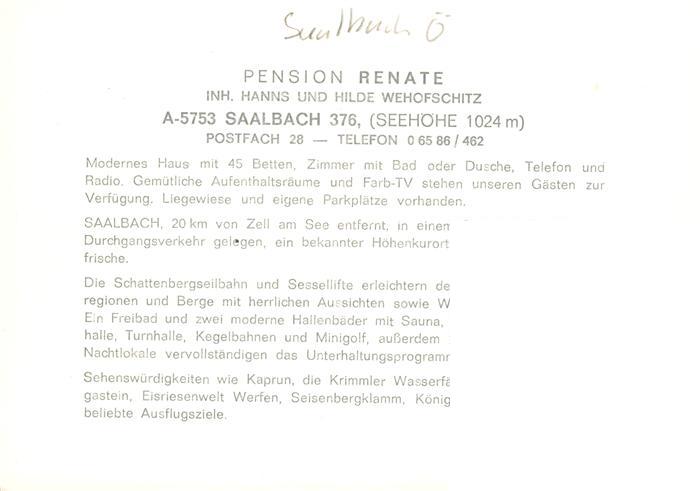 Saalbach Ö
PENSION RENATE
INH. HANNS UND HILDE WEHOFSCHITZ
A-5753 SAALBACH 376, (SEEHÖHE 1024 m)
POSTFACH 28 — TELEFON 0 65 86 / 462
Modernes Haus mit 45 Betten, Zimmer mit Bad oder Dusche, Telefon und
Radio. Gemütliche Aufenthaltsräume und Farb-TV stehen unseren Gästen zur
Verfügung. Liegewiese und eigene Parkplätze vorhanden.
SAALBACH, 20 km von Zell am See entfernt, in einem
Durchgangsverkehr gelegen, ein bekannter Höhenkurort
frische.
Die Schattenbergseilbahn und Sessellifte erleichtern de
regionen und Berge mit herrlichen Aussichten sowie W
Ein Freibad und zwei moderne Hallenbäder mit Sauna,
halle, Turnhalle, Kegelbahnen und Minigolf, außerdem
Nachtlokale vervollständigen das Unterhaltungsprogramm
Sehenswürdigkeiten wie Kaprun, die Krimmler Wasserfä
gastein, Eisriesenwelt Werfen, Seisenbergklamm, König
beliebte Ausflugsziele.